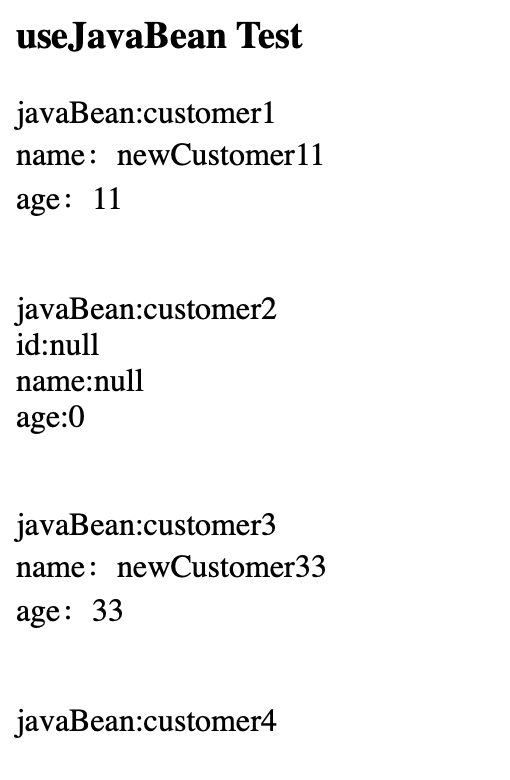 useJavaBean Test
javaBean:customer1
name： newCustomer11
age： 11
javaBean:customer2
id:null
name:null
age:0
javaBean:customer3
name： newCustomer33
age： 33
javaBean:customer4